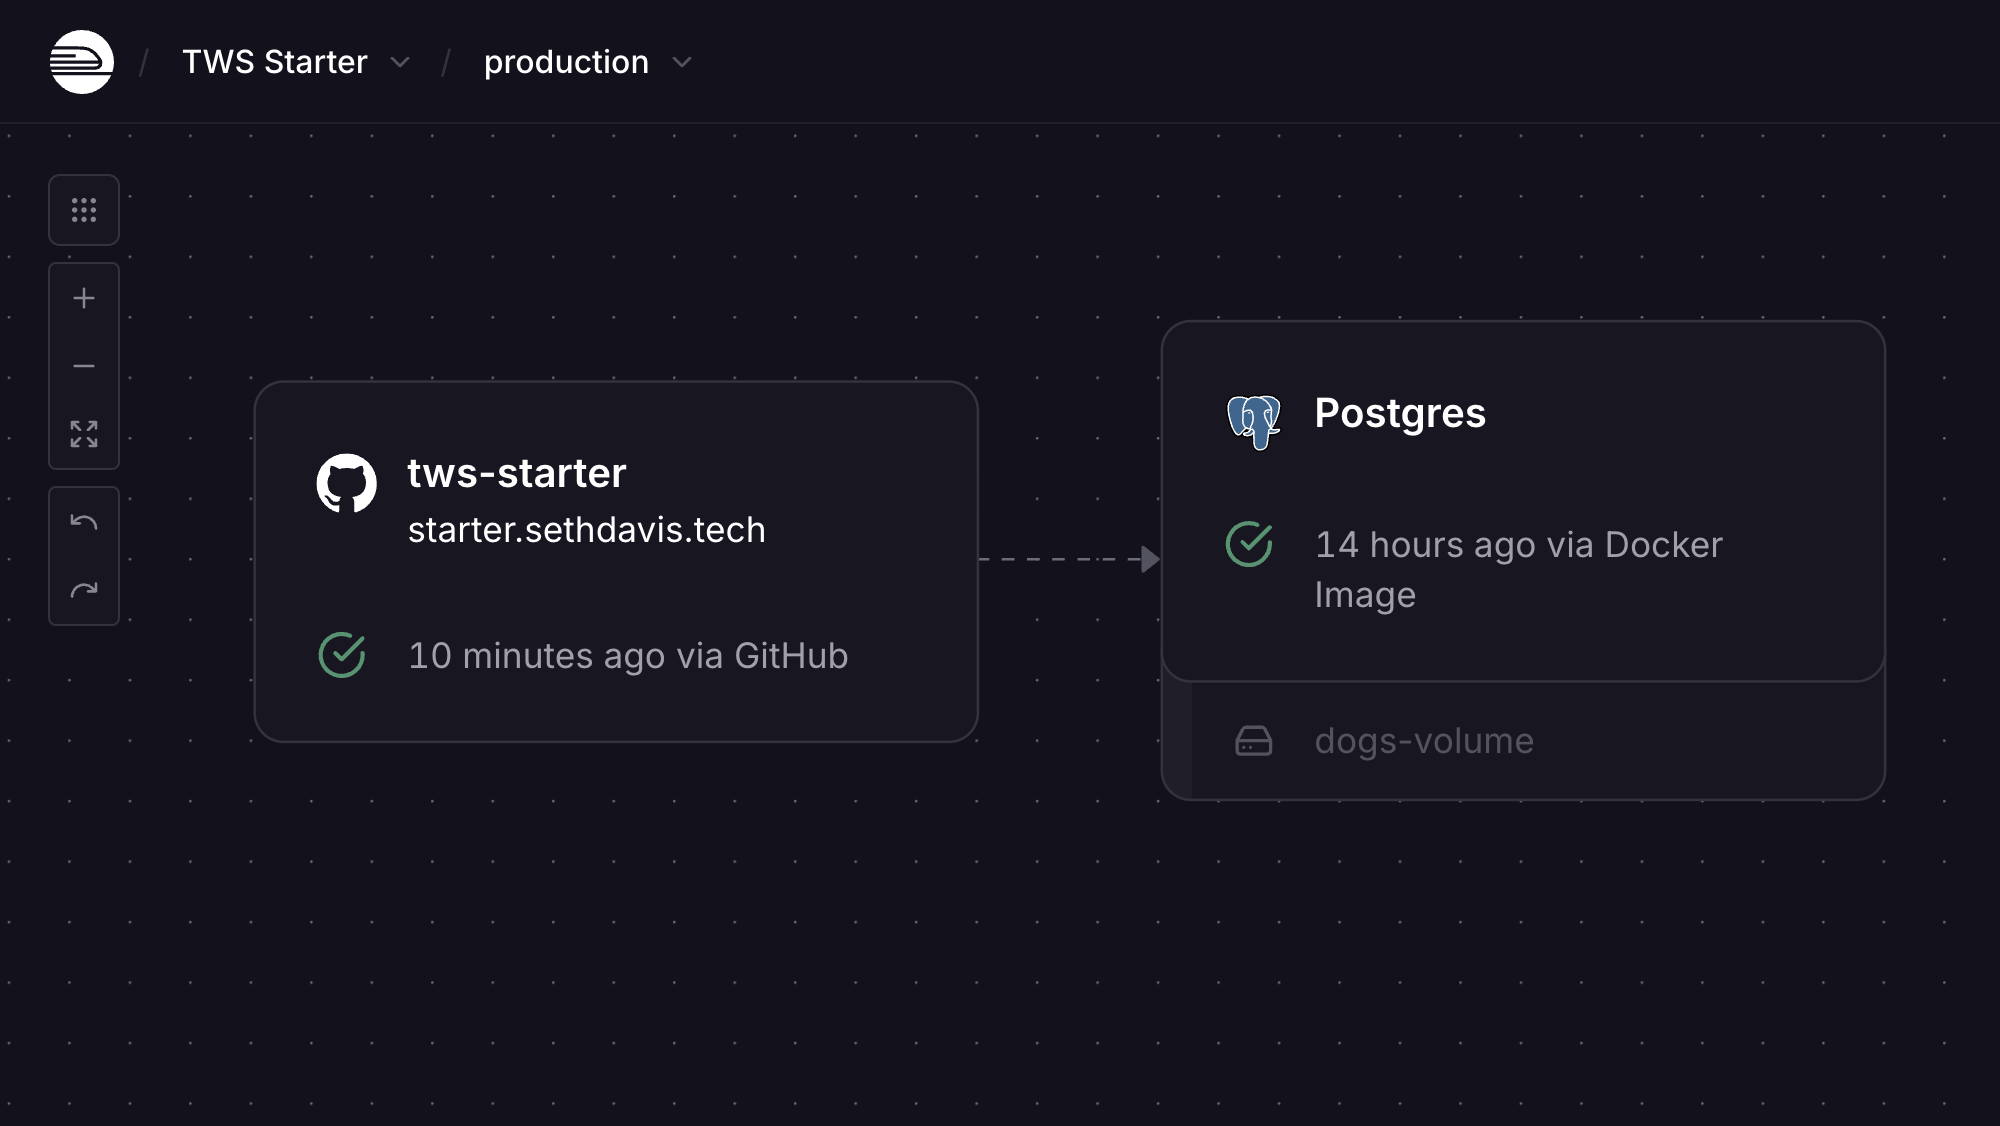 / TWS Starter / production
tws-starter
starter.sethdavis.tech
10 minutes ago via GitHub
Postgres
14 hours ago via Docker
Image
dogs-volume